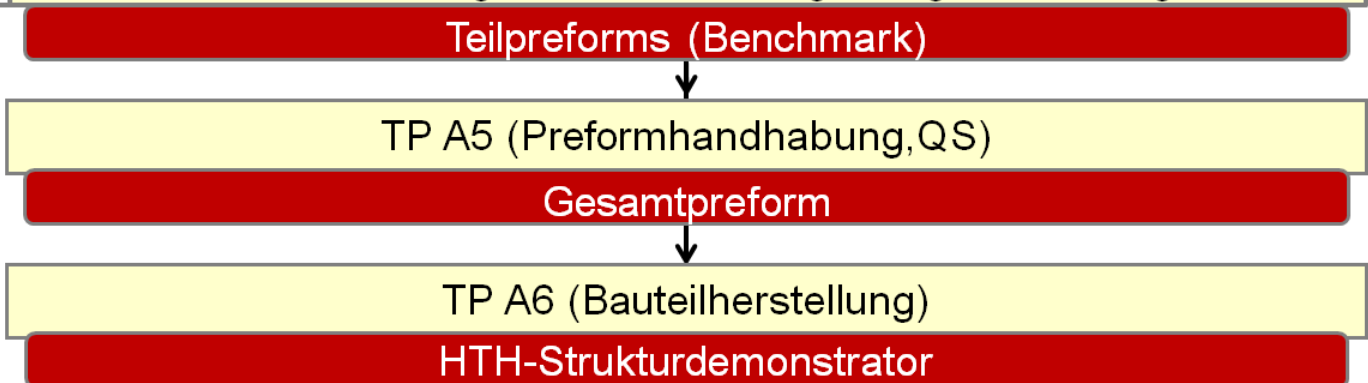 Teilpreforms (Benchmark)
TP A5 (Preformhandhabung,QS)
Gesamtpreform
TP A6 (Bauteilherstellung)
HTH-Strukturdemonstrator